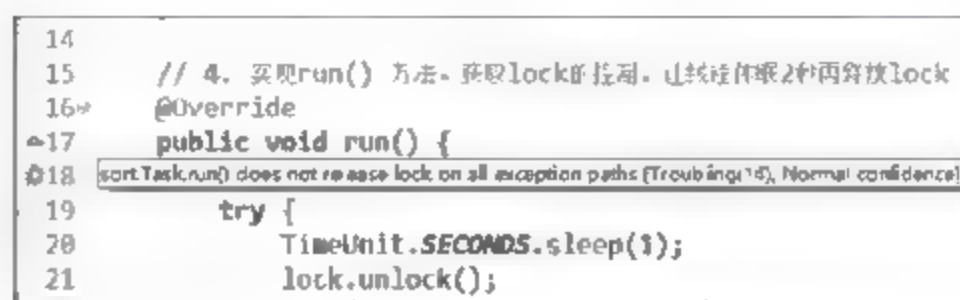 14
15 // 4. 实现run() 方法. 获取lock的控制. 让线程休眠2秒再释放lock
16 @Override
17 public void run() {
18 sort.Task.run() does not release lock on all exception paths [Troubling(14), Normal confidence]
19 try {
20 TimeUnit.SECONDS.sleep(1);
21 lock.unlock();